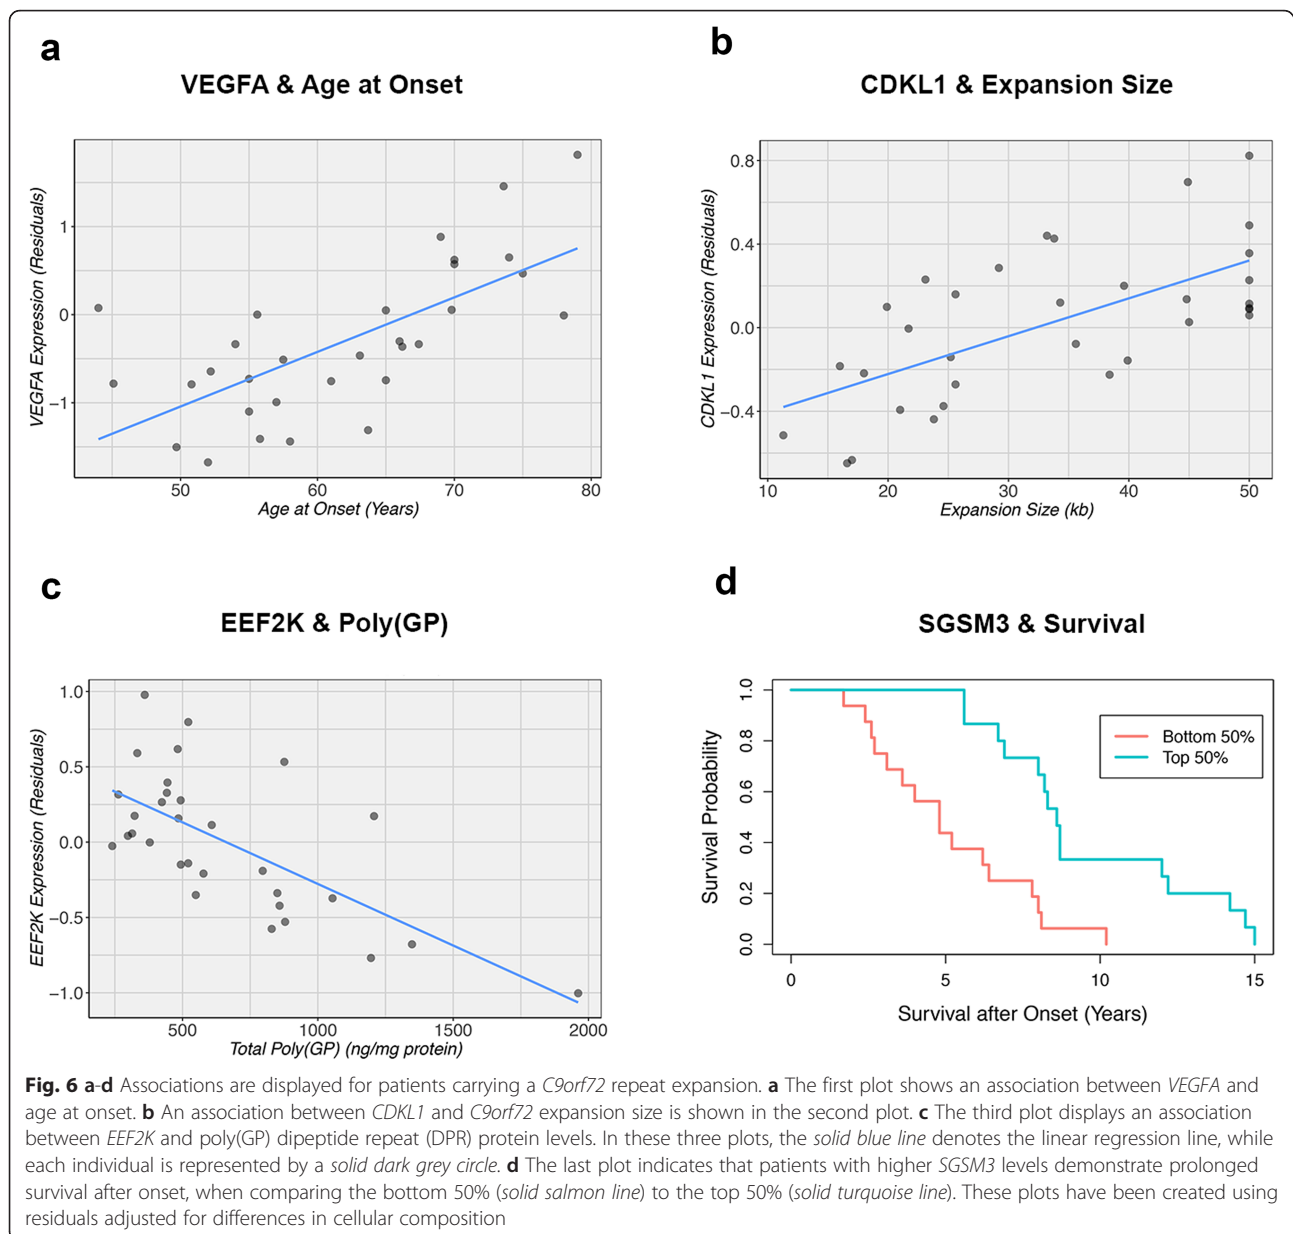 a
VEGFA & Age at Onset
VEGFA Expression (Residuals)
1
0
−1
50 60 70 80
Age at Onset (Years)
b
CDKL1 & Expansion Size
CDKL1 Expression (Residuals)
0.8
0.4
0.0
−0.4
10 20 30 40 50
Expansion Size (kb)
c
EEF2K & Poly(GP)
EEF2K Expression (Residuals)
1.0
0.5
0.0
−0.5
−1.0
500 1000 1500 2000
Total Poly(GP) (ng/mg protein)
d
SGSM3 & Survival
Survival Probability
1.0
0.8
0.6
0.4
0.2
0.0
Bottom 50%
Top 50%
0 5 10 15
Survival after Onset (Years)
Fig. 6 a-d Associations are displayed for patients carrying a C9orf72 repeat expansion. a The first plot shows an association between VEGFA and
age at onset. b An association between CDKL1 and C9orf72 expansion size is shown in the second plot. c The third plot displays an association
between EEF2K and poly(GP) dipeptide repeat (DPR) protein levels. In these three plots, the solid blue line denotes the linear regression line, while
each individual is represented by a solid dark grey circle. d The last plot indicates that patients with higher SGSM3 levels demonstrate prolonged
survival after onset, when comparing the bottom 50% (solid salmon line) to the top 50% (solid turquoise line). These plots have been created using
residuals adjusted for differences in cellular composition